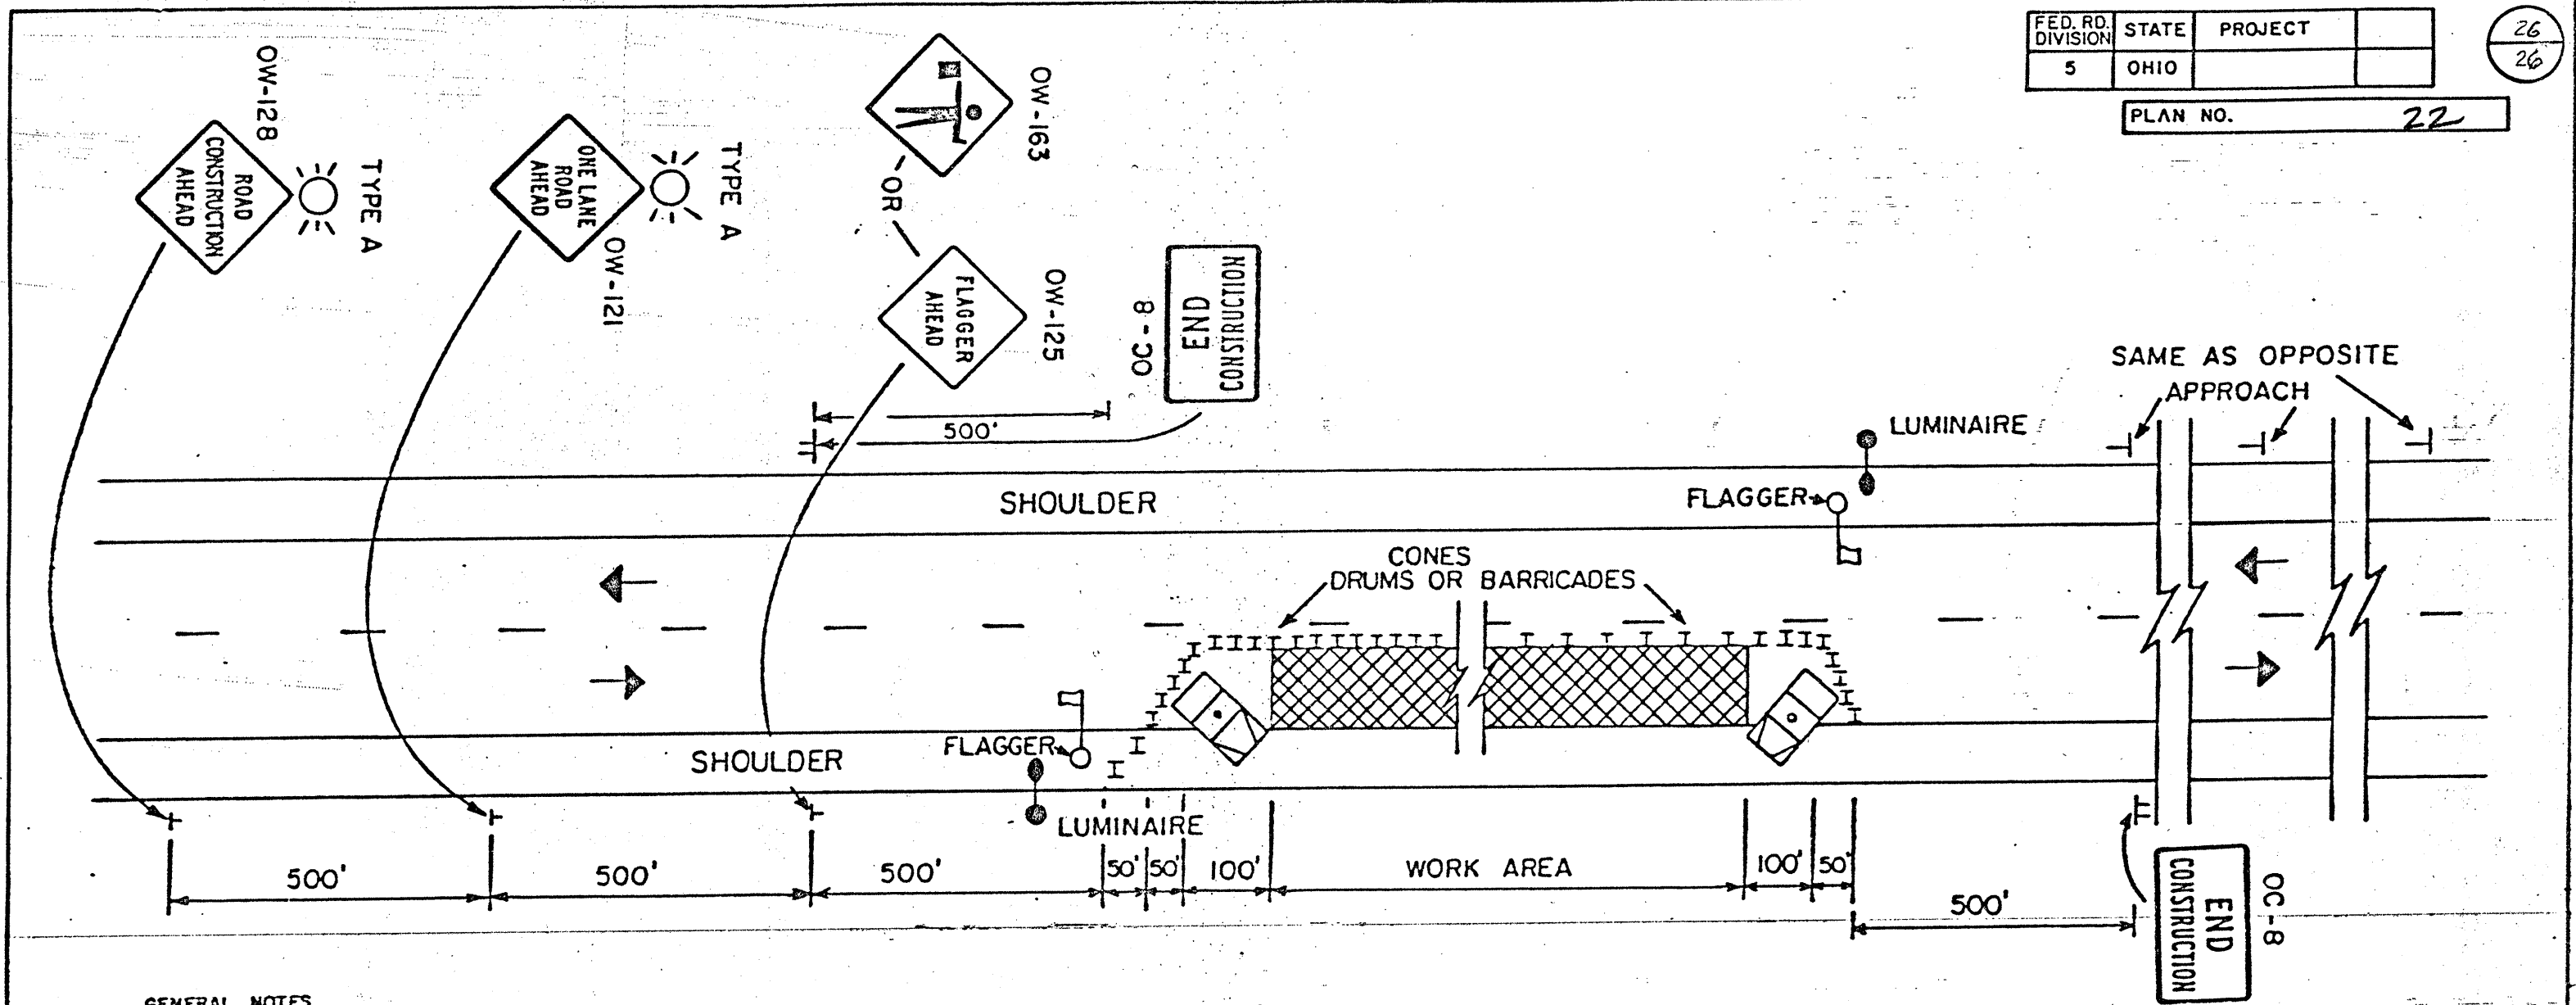 FED. RD. DIVISION STATE PROJECT
5 OHIO
26
26
PLAN NO. 22
OW-128
ROAD
CONSTRUCTION
AHEAD
TYPE A
ONE LANE
ROAD
AHEAD
OW-121
TYPE A
OW-163
OR
FLAGGER
AHEAD
OW-125
END
CONSTRUCTION
OC-8
500'
SAME AS OPPOSITE
APPROACH
LUMINAIRE
SHOULDER
FLAGGER
CONES
DRUMS OR BARRICADES
FLAGGER
SHOULDER
LUMINAIRE
500'
500'
500'
50'
50'
100'
WORK AREA
100'
50'
500'
END
CONSTRUCTION
OC-8
GENERAL NOTES